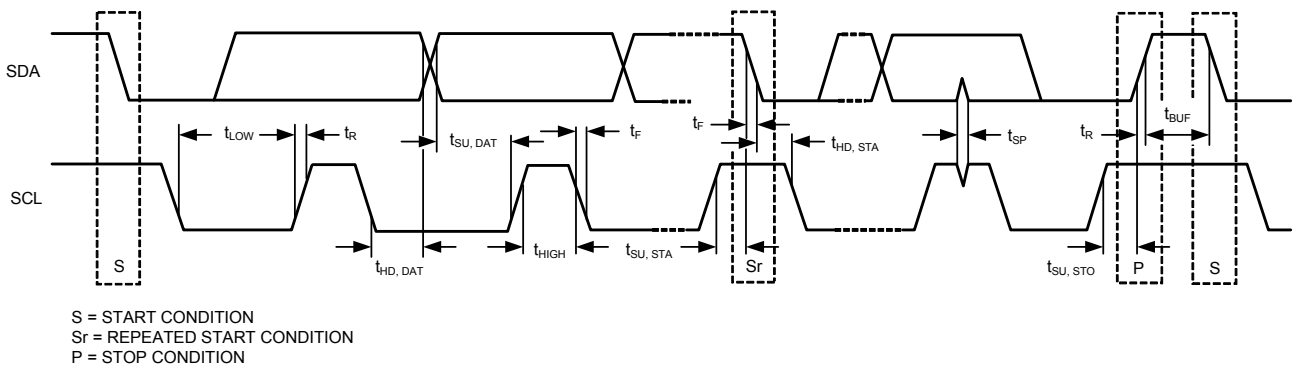 SDA
tLOW
tR
tSU, DAT
tF
tF
tHD, STA
tSP
tR
tBUF
SCL
S
tHD, DAT
tHIGH
tSU, STA
Sr
tSU, STO
P
S
S = START CONDITION
Sr = REPEATED START CONDITION
P = STOP CONDITION